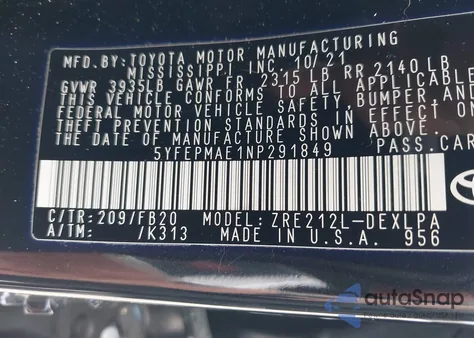 MFD.BY:TOYOTA MOTOR MANUFACTURING
MISSISSIPPI INC. 10/21
GVWR 3935LB GAWR FR 2315LB RR 2140LB
THIS VEHICLE CONFORMS TO ALL APPLICABLE
FEDERAL MOTOR VEHICLE SAFETY, BUMPER AND
THEFT PREVENTION STANDARDS IN EFFECT ON
THE DATE OF MANUFACTURE SHOWN ABOVE.
5YFEPMAE1NP291849 PASS.CAR
C/TR:209/FB20 MODEL:ZRE212L-DEXLPA
A/TM: /K313 MADE IN U.S.A. 956
autoSnap